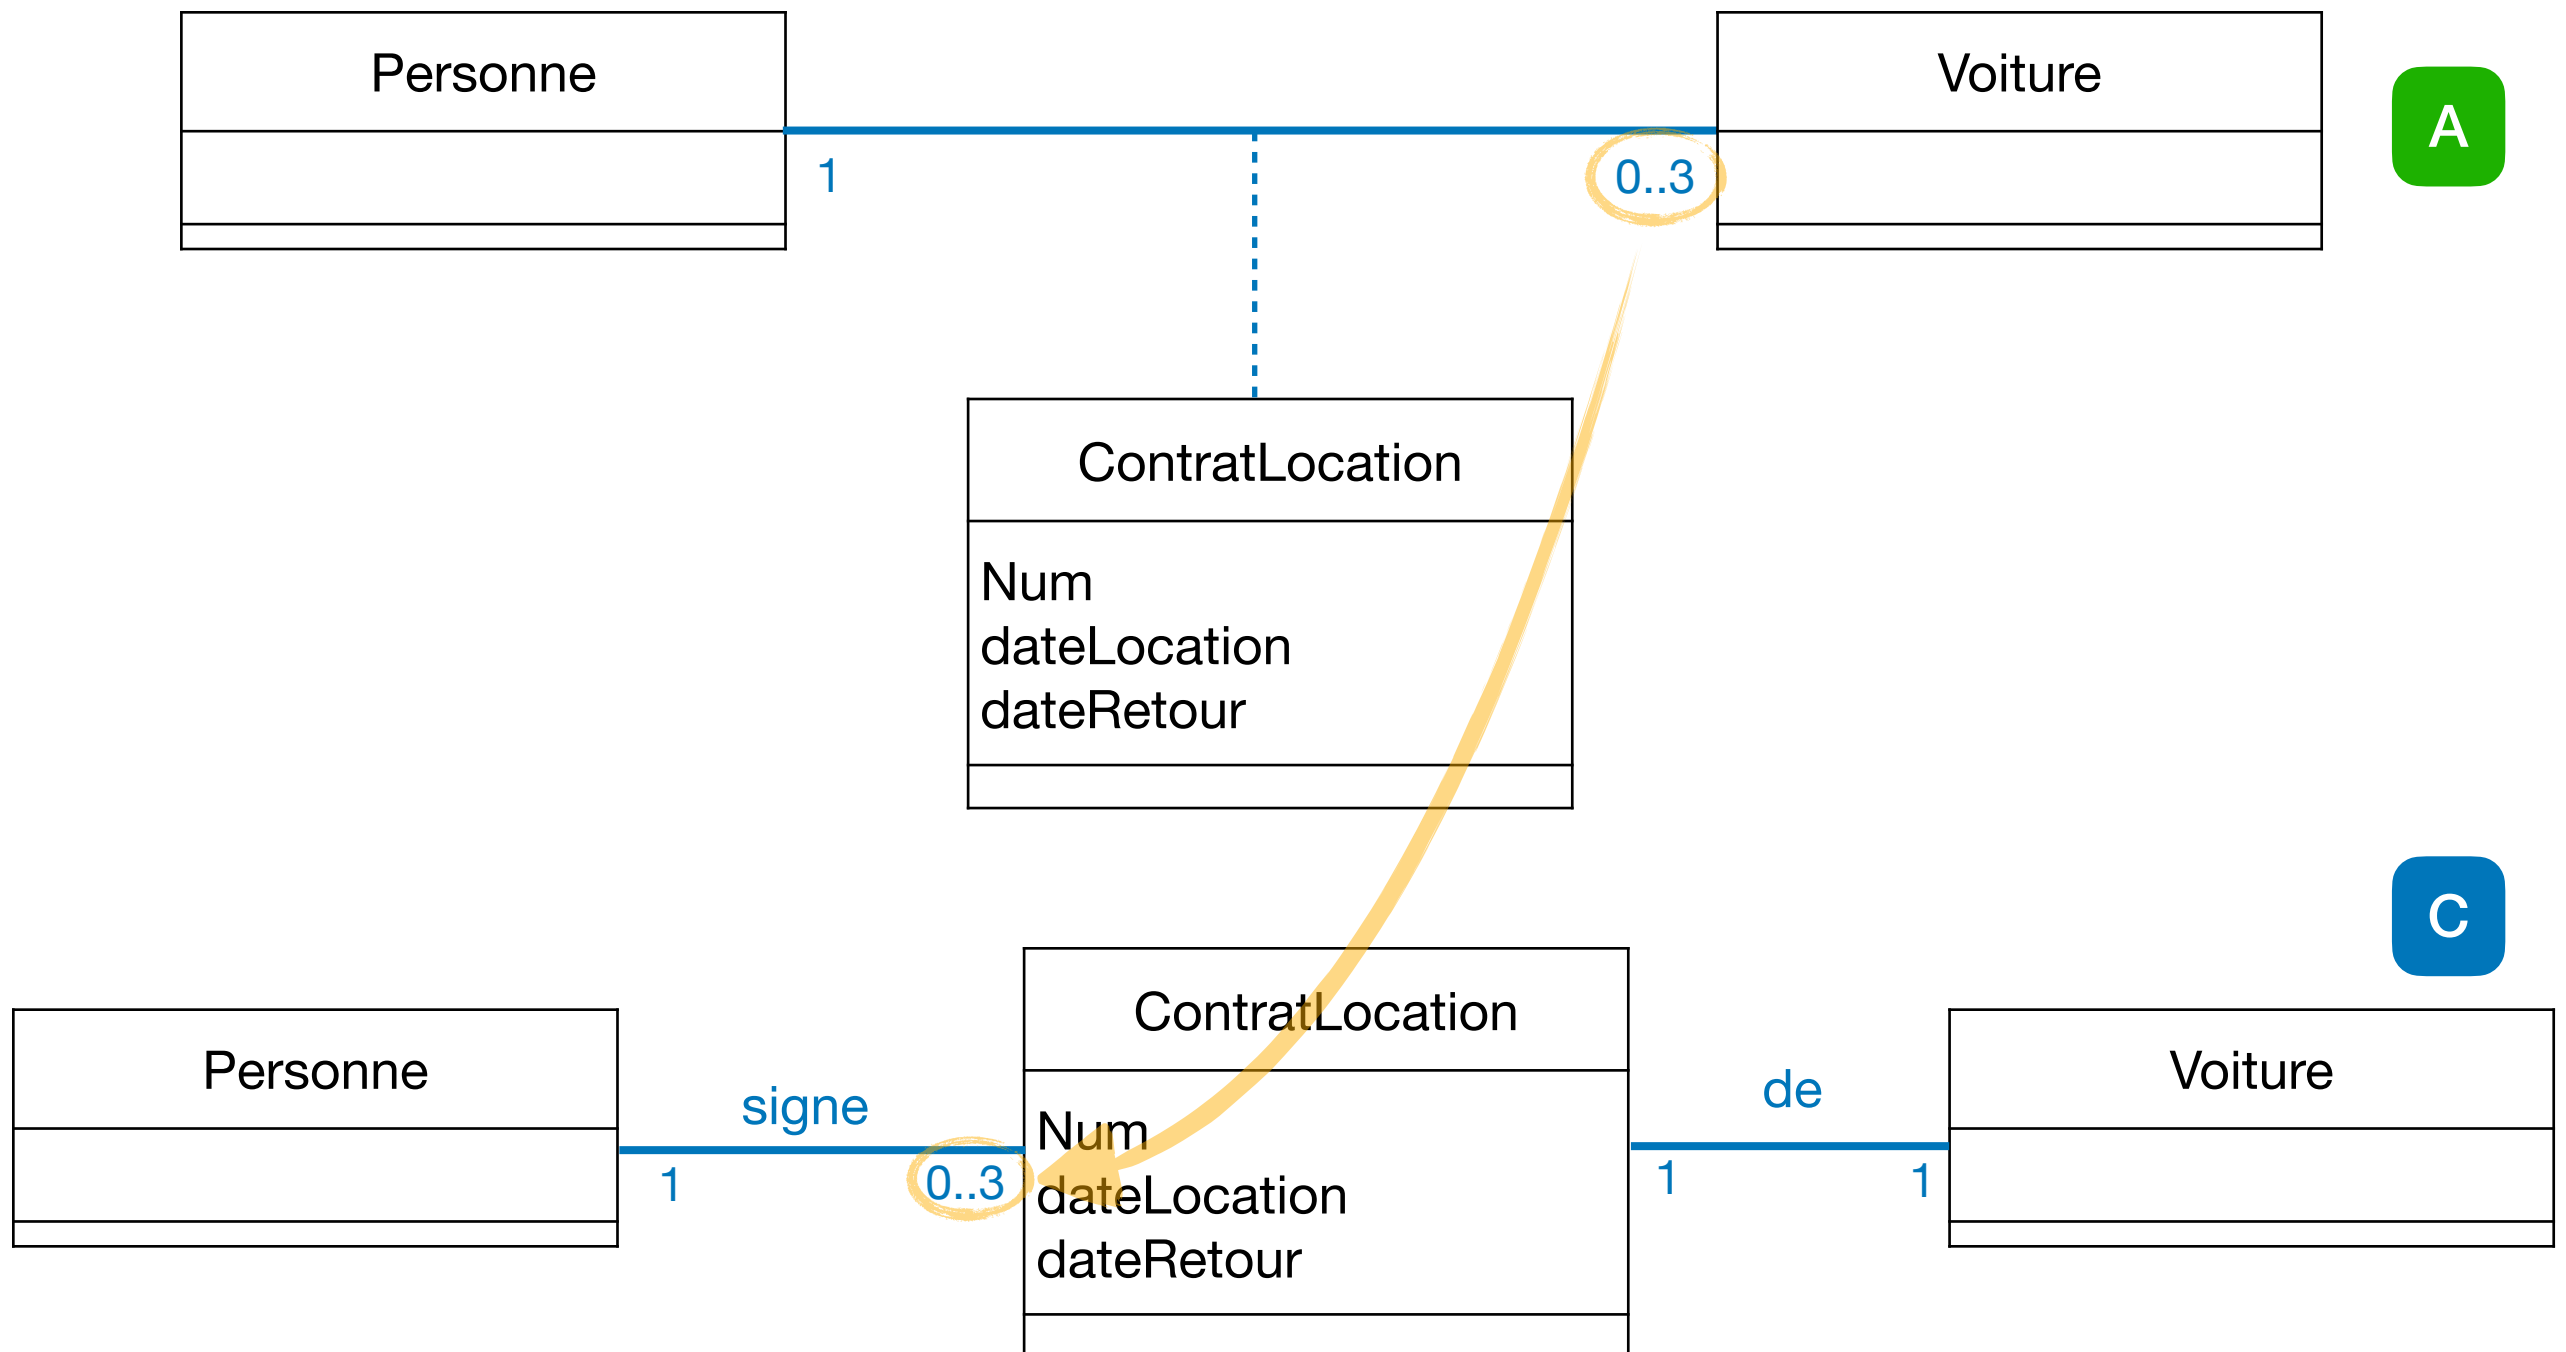 Personne
Voiture
A
1
0..3
ContratLocation
Num
dateLocation
dateRetour
C
ContratLocation
Personne
Voiture
signe
de
Num
1
0..3
1
1
dateLocation
dateRetour